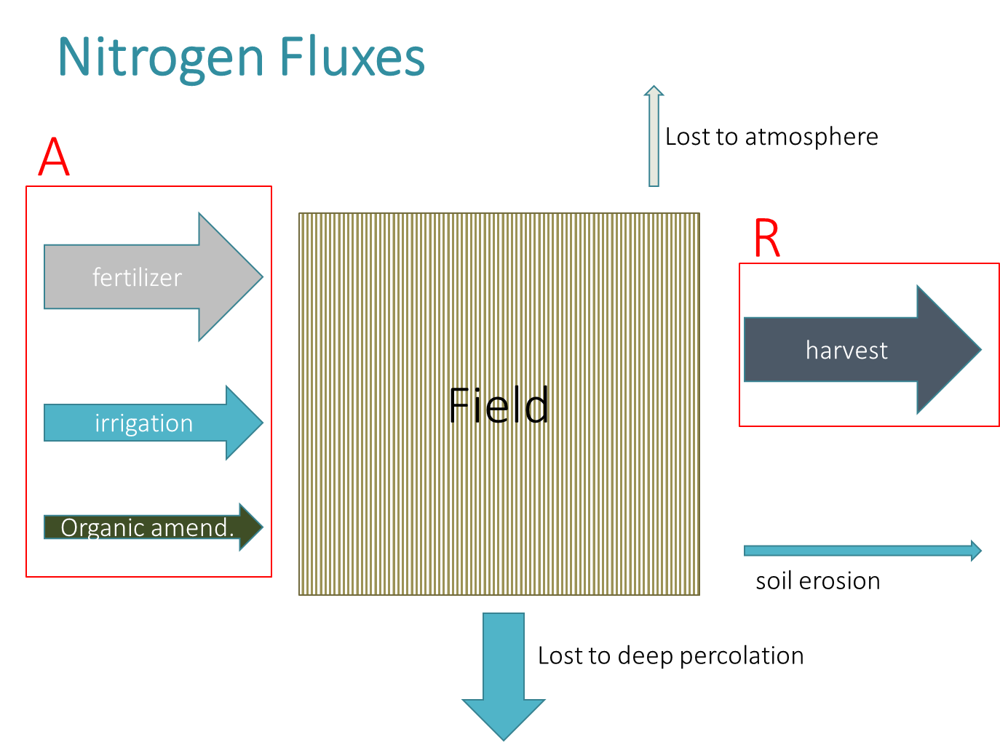 Nitrogen Fluxes
Lost to atmosphere
A
R
fertilizer
harvest
Field
irrigation
Organic amend.
soil erosion
Lost to deep percolation